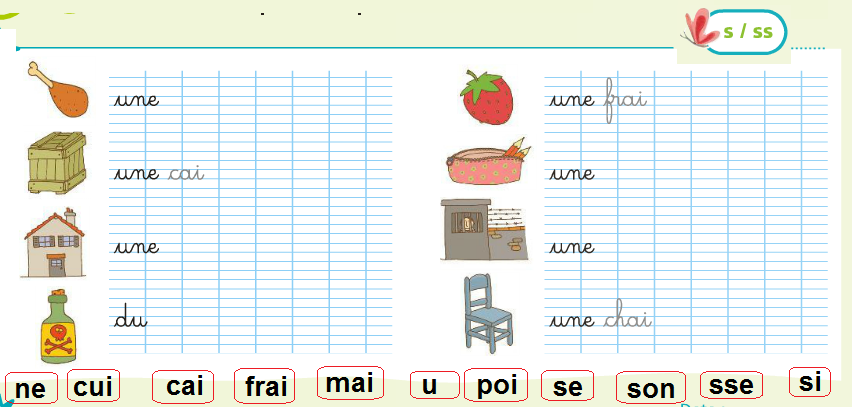 s / ss
une
une frai
une cai
une
une
une
du
une chai
ne cui cai frai mai u poi se son sse si